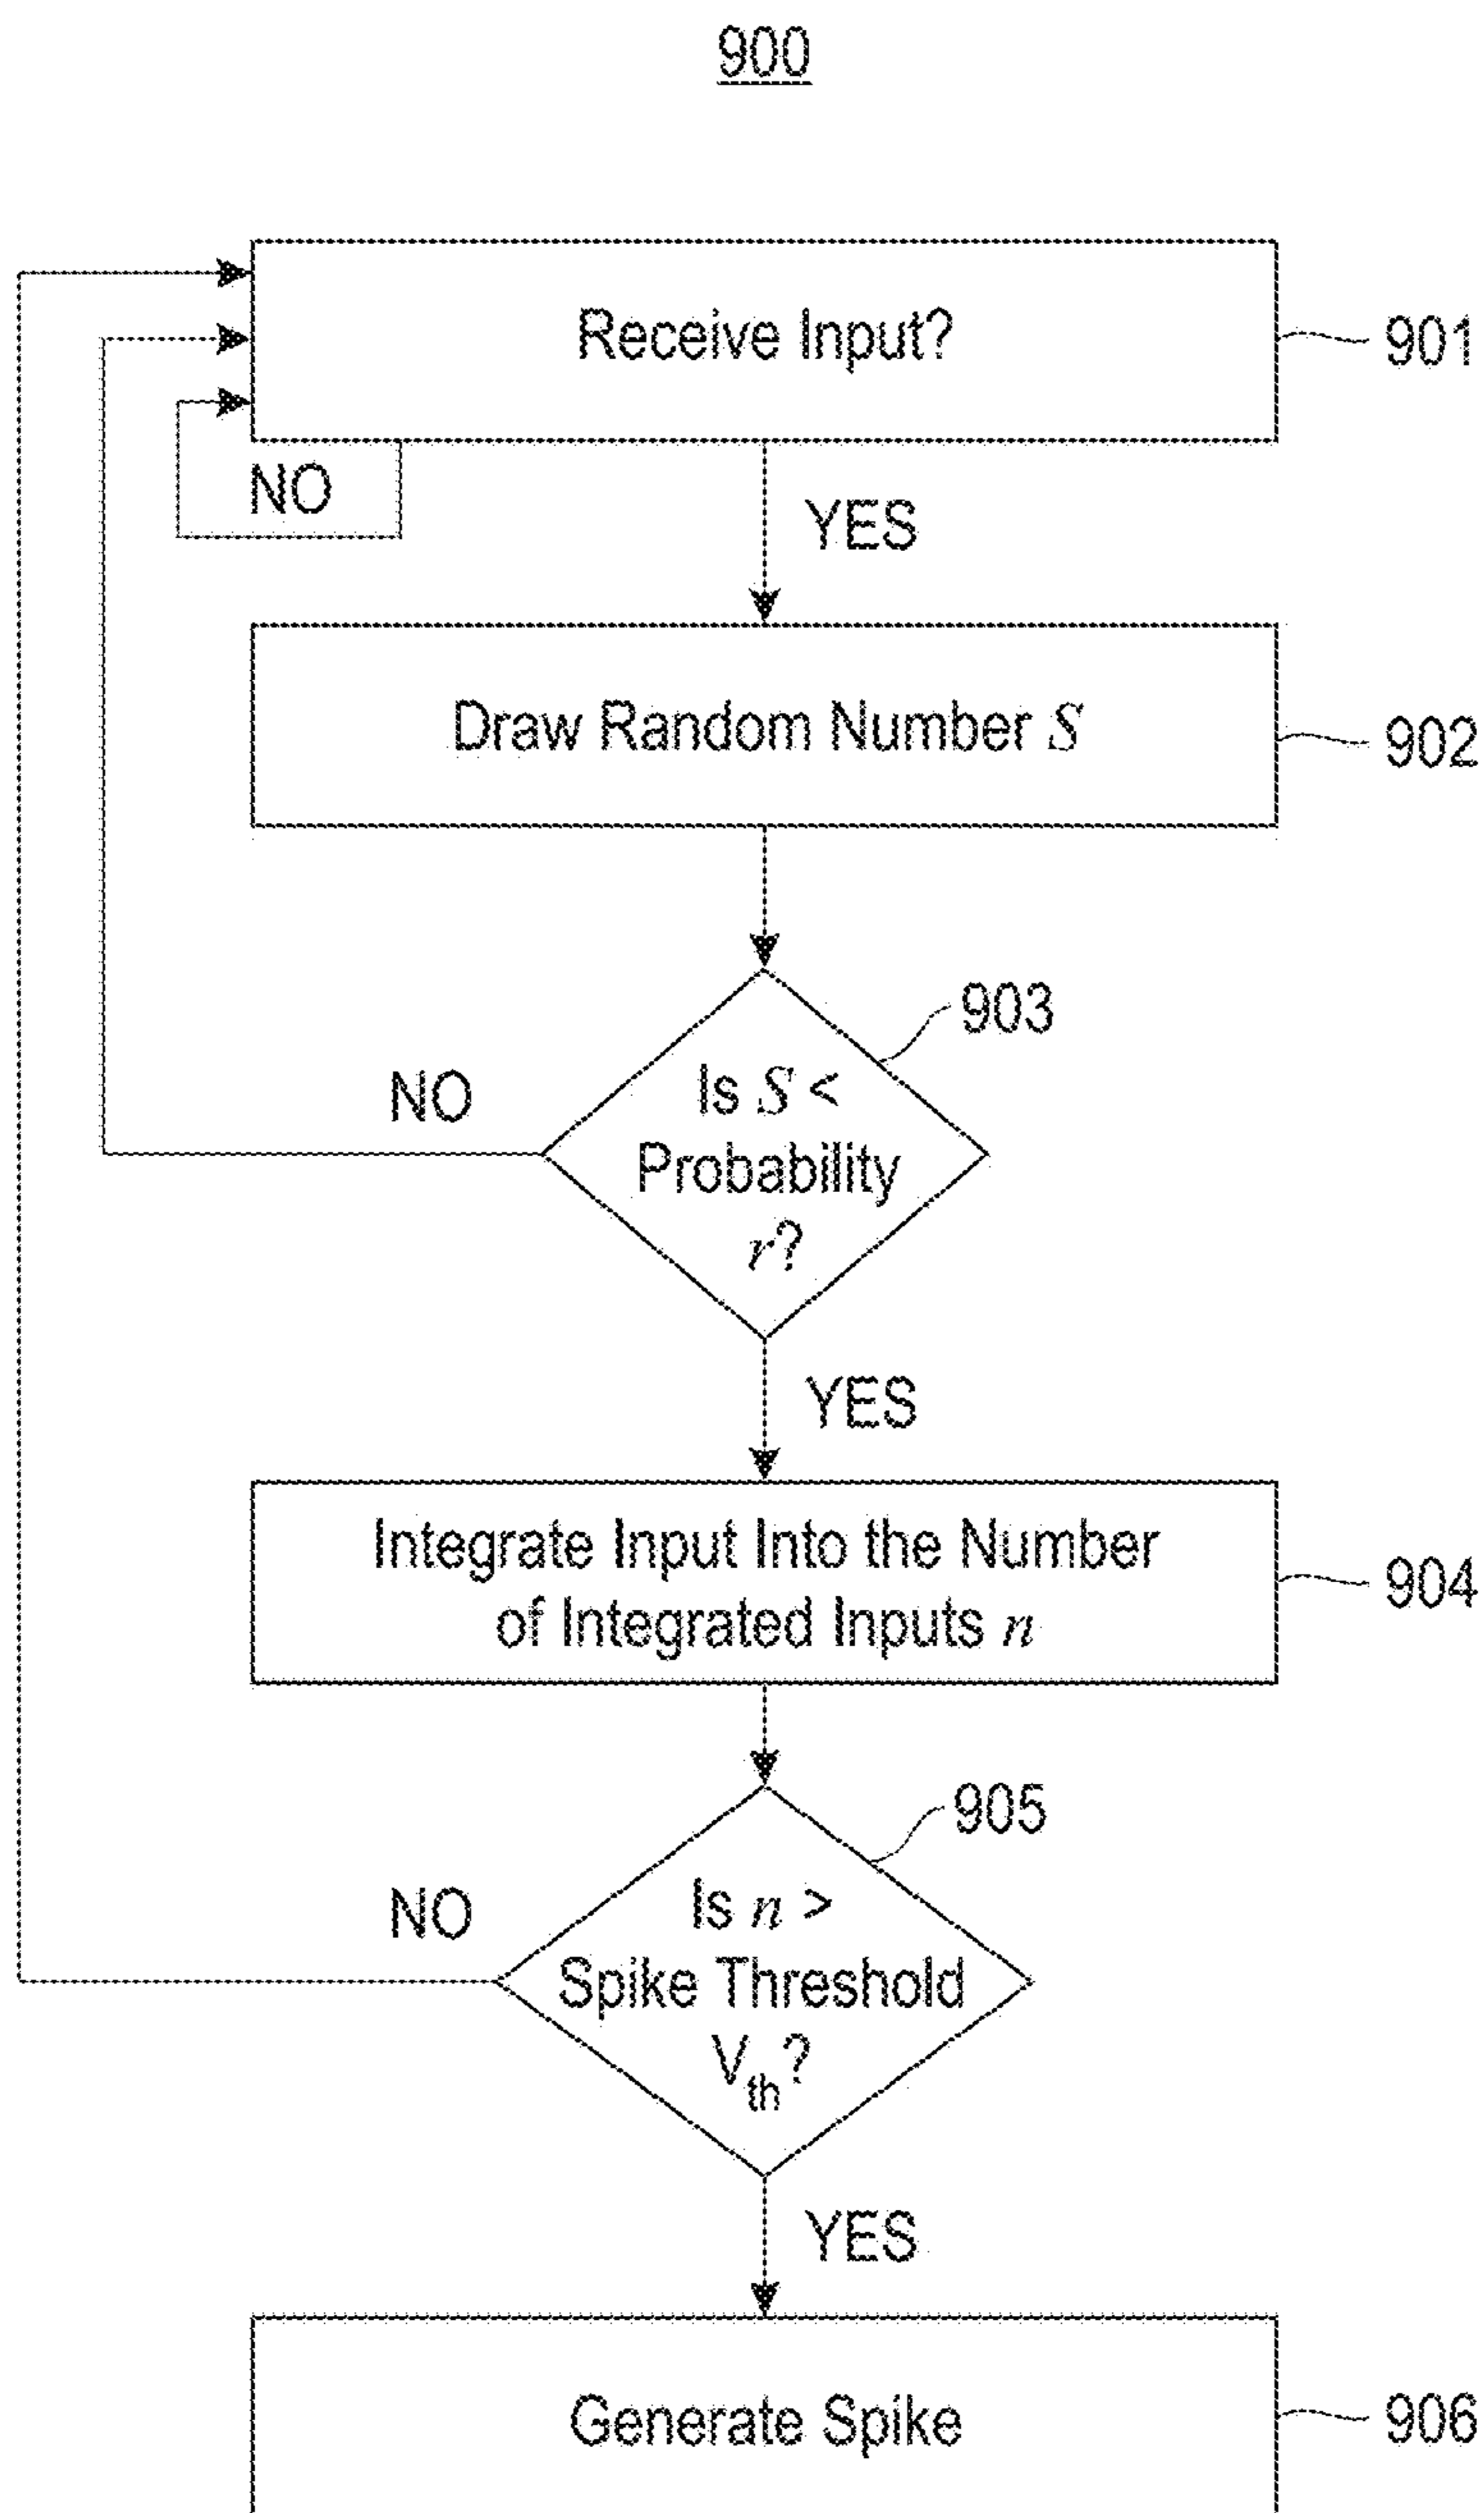 900
Receive Input?
901
NO
YES
Draw Random Number S
902
903
Is S <
Probability
r?
NO
YES
Integrate Input Into the Number
of Integrated Inputs n
904
905
Is n >
Spike Threshold
Vth?
NO
YES
Generate Spike
906